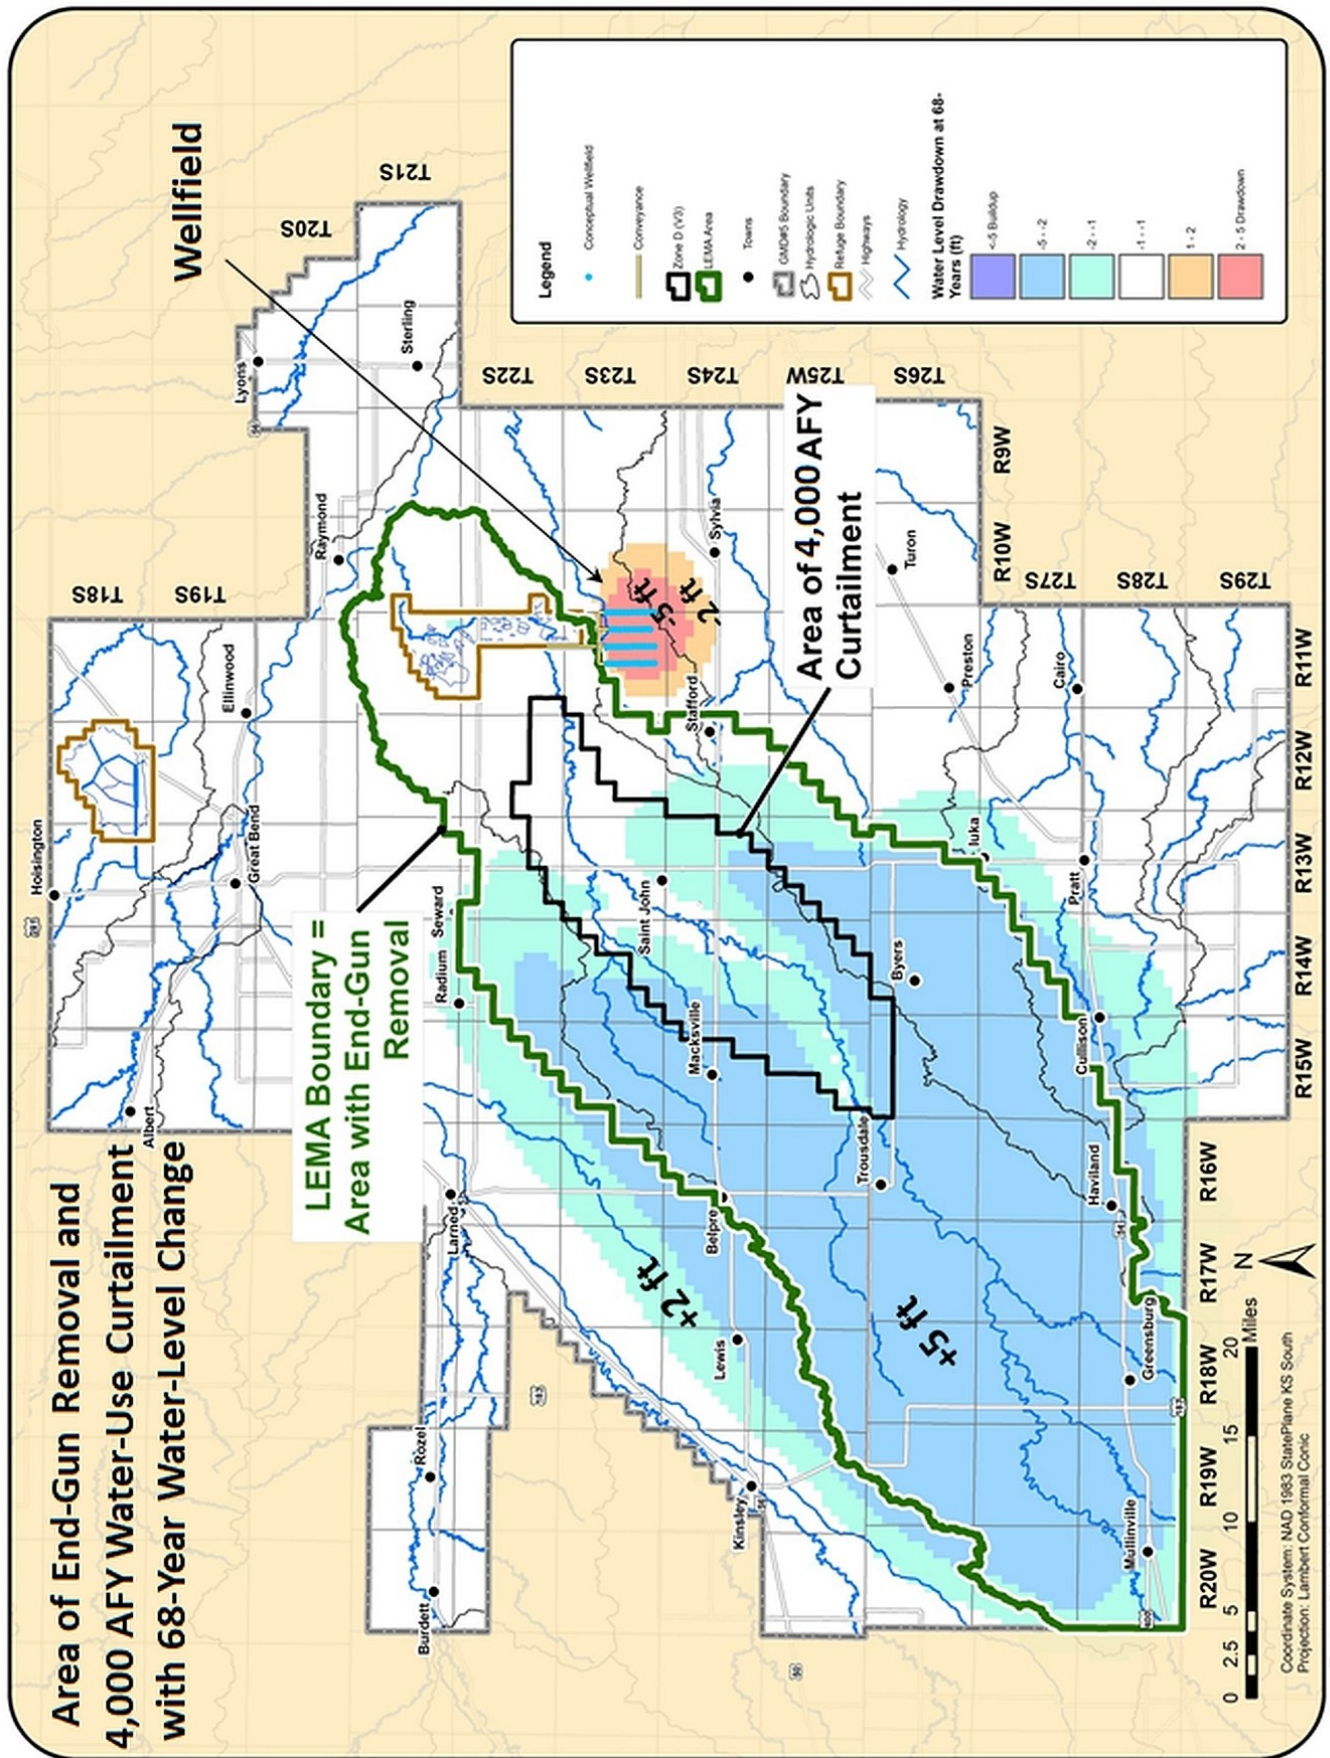 Area of End-Gun Removal and
4,000 AFY Water-Use Curtailment
with 68-Year Water-Level Change
Wellfield
LEMA Boundary =
Area with End-Gun
Removal
Area of 4,000 AFY
Curtailment
+2 ft
+5 ft
-5 ft
-2 ft
Hoisington
Albert
Great Bend
Ellinwood
Raymond
Lyons
Sterling
Burdett
Rozel
Larned
Radium
Seward
Kinsley
Lewis
Belpre
Macksville
Saint John
Stafford
Sylvia
Trousdale
Byers
Turon
Preston
Iuka
Cairo
Pratt
Cullison
Haviland
Greensburg
Mullinville
T18S
T19S
T20S
T21S
T22S
T23S
T24S
T25W
T26S
T27S
T28S
T29S
R20W
R19W
R18W
R17W
R16W
R15W
R14W
R13W
R12W
R11W
R10W
R9W
Legend
Conceptual Wellfield
Conveyance
Zone D (V3)
LEMA Area
Towns
GMD#5 Boundary
Hydrologic Units
Refuge Boundary
Highways
Hydrology
Water Level Drawdown at 68-
Years (ft)
<-5 Buildup
-5 - -2
-2 - -1
-1 - -1
1 - 2
2 - 5 Drawdown
N
0 2.5 5 10 15 20
Miles
Coordinate System: NAD 1983 StatePlane KS South
Projection: Lambert Conformal Conic